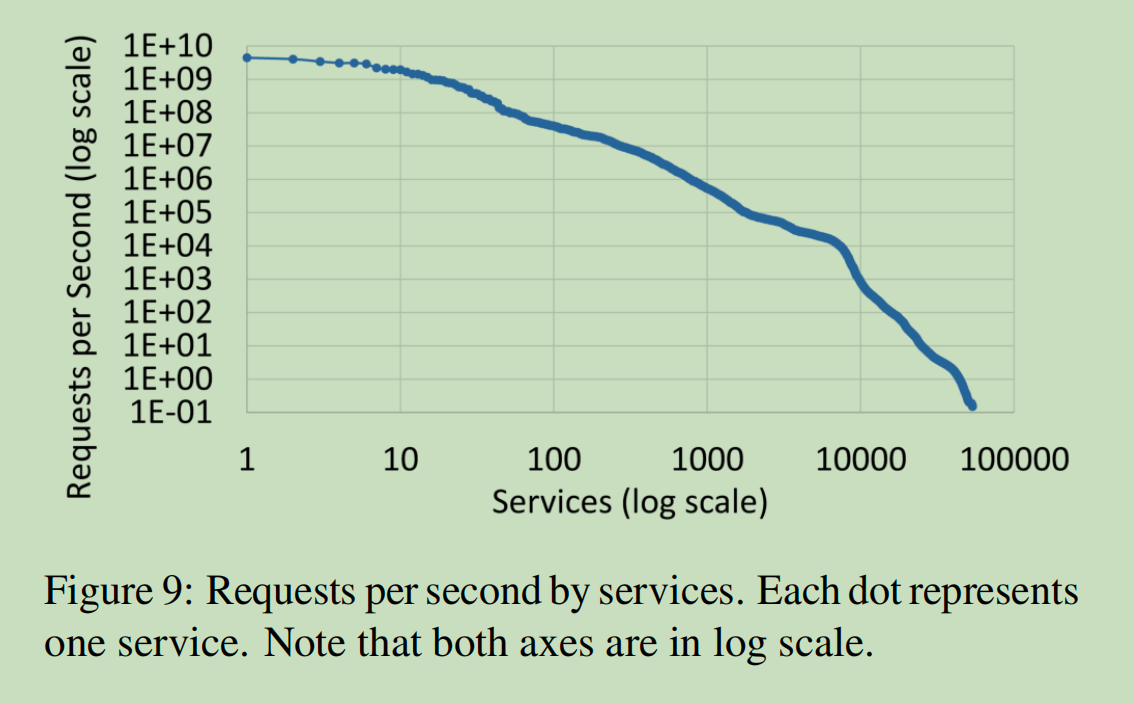 Requests per Second (log scale)
1E+10
1E+09
1E+08
1E+07
1E+06
1E+05
1E+04
1E+03
1E+02
1E+01
1E+00
1E-01
1 10 100 1000 10000 100000
Services (log scale)
Figure 9: Requests per second by services. Each dot represents
one service. Note that both axes are in log scale.